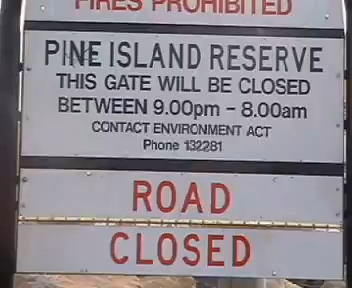 FIRES PROHIBITED
PINE ISLAND RESERVE
THIS GATE WILL BE CLOSED
BETWEEN 9.00pm - 8.00am
CONTACT ENVIRONMENT ACT
Phone 132281
ROAD
CLOSED